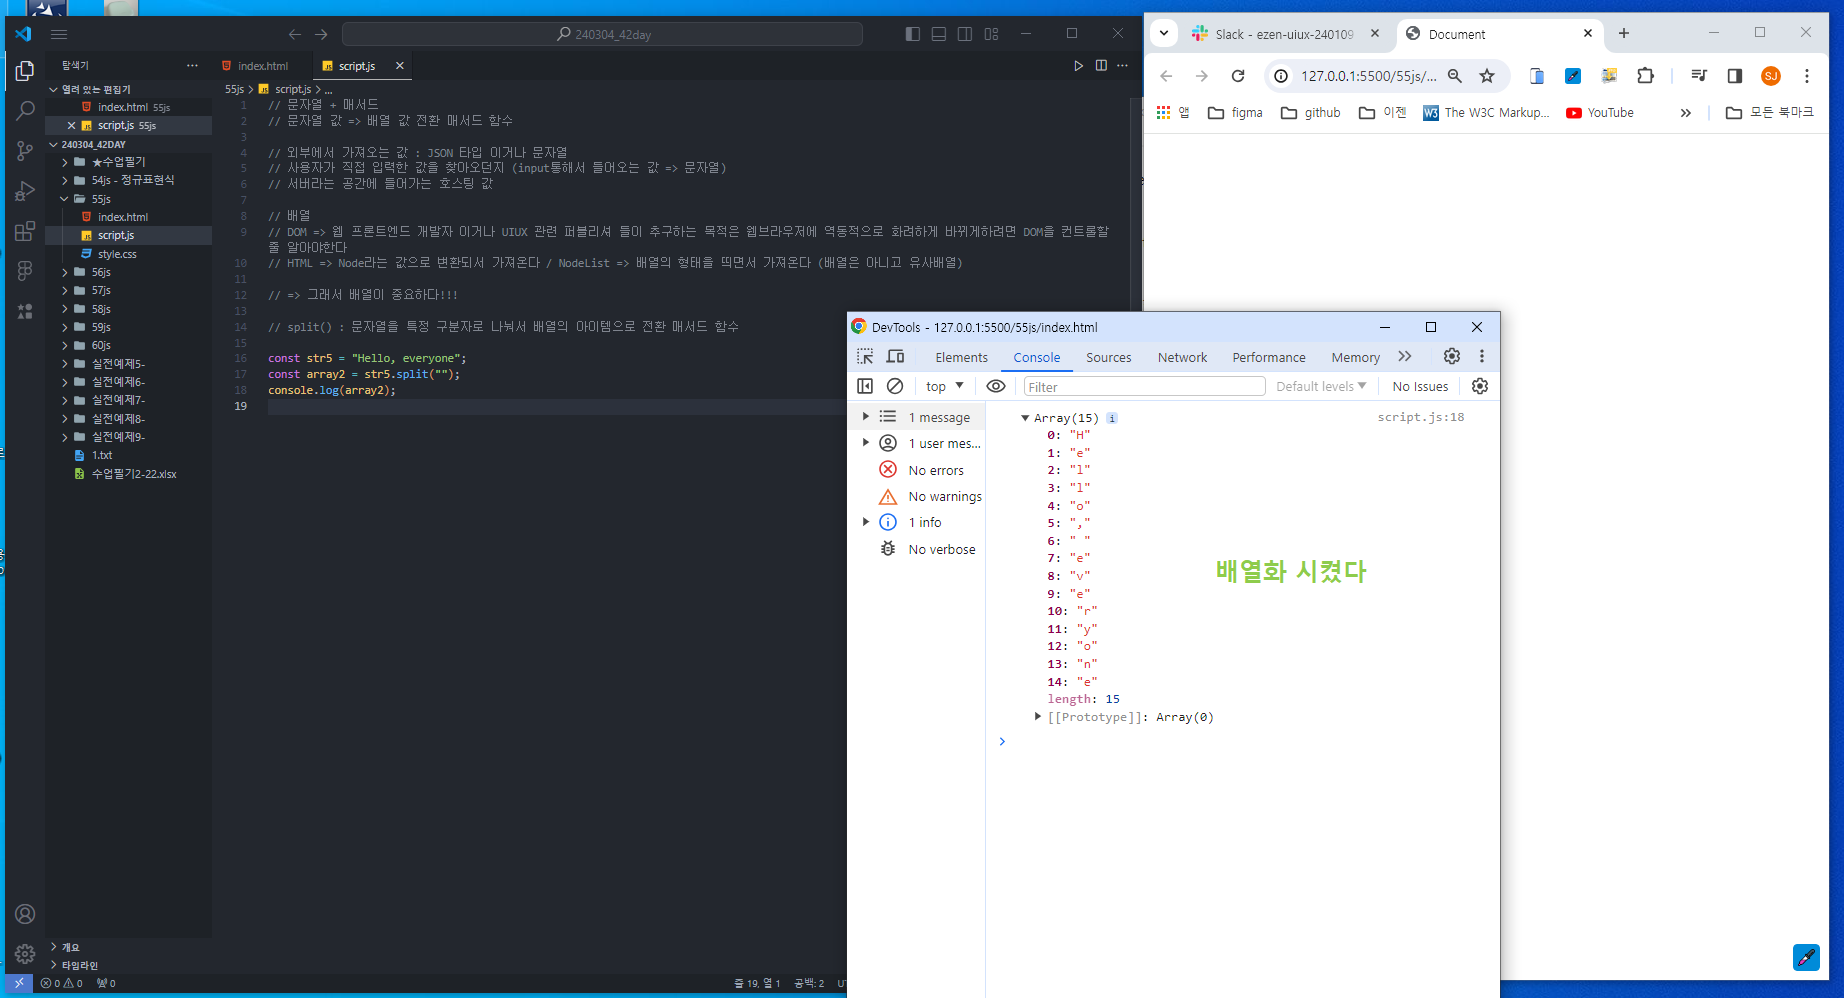 240304_42day
탐색기
index.html
script.js
열려 있는 편집기
index.html 55js
script.js 55js
240304_42DAY
★수업필기
54js - 정규표현식
55js
index.html
script.js
style.css
56js
57js
58js
59js
60js
실전예제5-
실전예제6-
실전예제7-
실전예제8-
실전예제9-
1.txt
수업필기2-22.xlsx
개요
타임라인
55js > script.js > ...
1 // 문자열 + 매서드
2 // 문자열 값 => 배열 값 전환 매서드 함수
3
4 // 외부에서 가져오는 값 : JSON 타입 이거나 문자열
5 // 사용자가 직접 입력한 값을 찾아오던지 (input통해서 들어오는 값 => 문자열)
6 // 서버라는 공간에 들어가는 호스팅 값
7
8 // 배열
9 // DOM => 웹 프론트엔드 개발자 이거나 UIUX 관련 퍼블리셔 들이 추구하는 목적은 웹브라우저에 역동적으로 화려하게 바뀌게하려면 DOM을 컨트롤할
줄 알아야한다
10 // HTML => Node라는 값으로 변환되서 가져온다 / NodeList => 배열의 형태를 띄면서 가져온다 (배열은 아니고 유사배열)
11
12 // => 그래서 배열이 중요하다!!!
13
14 // split() : 문자열을 특정 구분자로 나눠서 배열의 아이템으로 전환 매서드 함수
15
16 const str5 = "Hello, everyone";
17 const array2 = str5.split("");
18 console.log(array2);
19
0 0 0
줄 19, 열 1 공백: 2
Slack - ezen-uiux-240109
Document
127.0.0.1:5500/55js/...
SJ
앱 figma github 이젠 The W3C Markup... YouTube » 모든 북마크
DevTools - 127.0.0.1:5500/55js/index.html
Elements Console Sources Network Performance Memory
top Filter Default levels No Issues
1 message
1 user mes...
No errors
No warnings
1 info
No verbose
Array(15) i script.js:18
0: "H"
1: "e"
2: "l"
3: "l"
4: "o"
5: ","
6: " "
7: "e"
8: "v"
9: "e"
10: "r"
11: "y"
12: "o"
13: "n"
14: "e"
length: 15
[[Prototype]]: Array(0)
배열화 시켰다